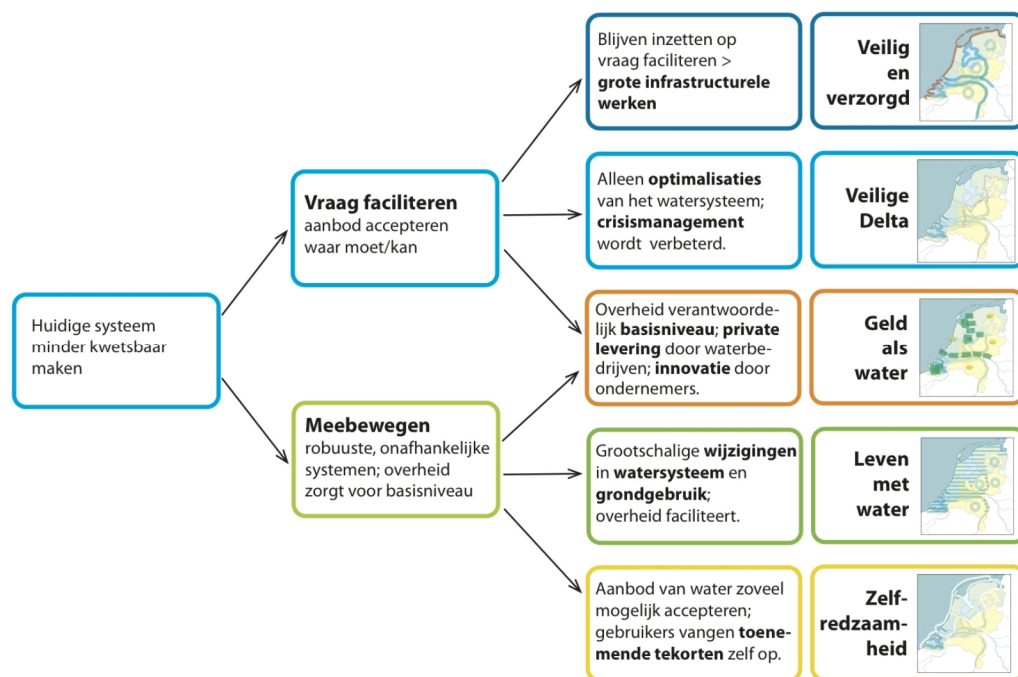 Huidige systeem
minder kwetsbaar
maken
Vraag faciliteren
aanbod accepteren
waar moet/kan
Meebewegen
robuuste, onafhankelijke
systemen; overheid
zorgt voor basisniveau
Blijven inzetten op
vraag faciliteren >
grote infrastructurele
werken
Veilig
en
verzorgd
Alleen optimalisaties
van het watersysteem;
crisismanagement
wordt verbeterd.
Veilige
Delta
Overheid verantwoorde-
lijk basisniveau; private
levering door waterbe-
drijven; innovatie door
ondernemers.
Geld
als
water
Grootschalige wijzigingen
in watersysteem en
grondgebruik;
overheid faciliteert.
Leven
met
water
Aanbod van water zoveel
mogelijk accepteren;
gebruikers vangen toene-
mende tekorten zelf op.
Zelf-
redzaam-
heid